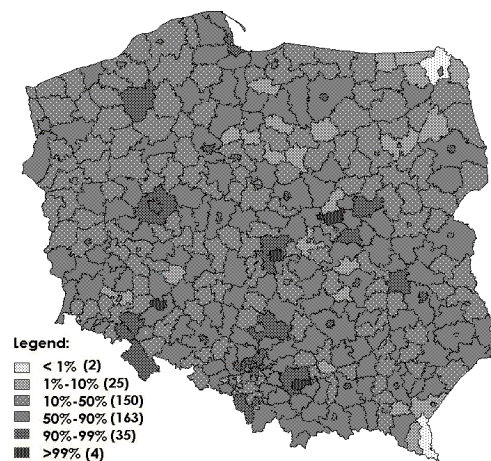 Legend:
< 1% (2)
1%-10% (25)
10%-50% (150)
50%-90% (163)
90%-99% (35)
>99% (4)